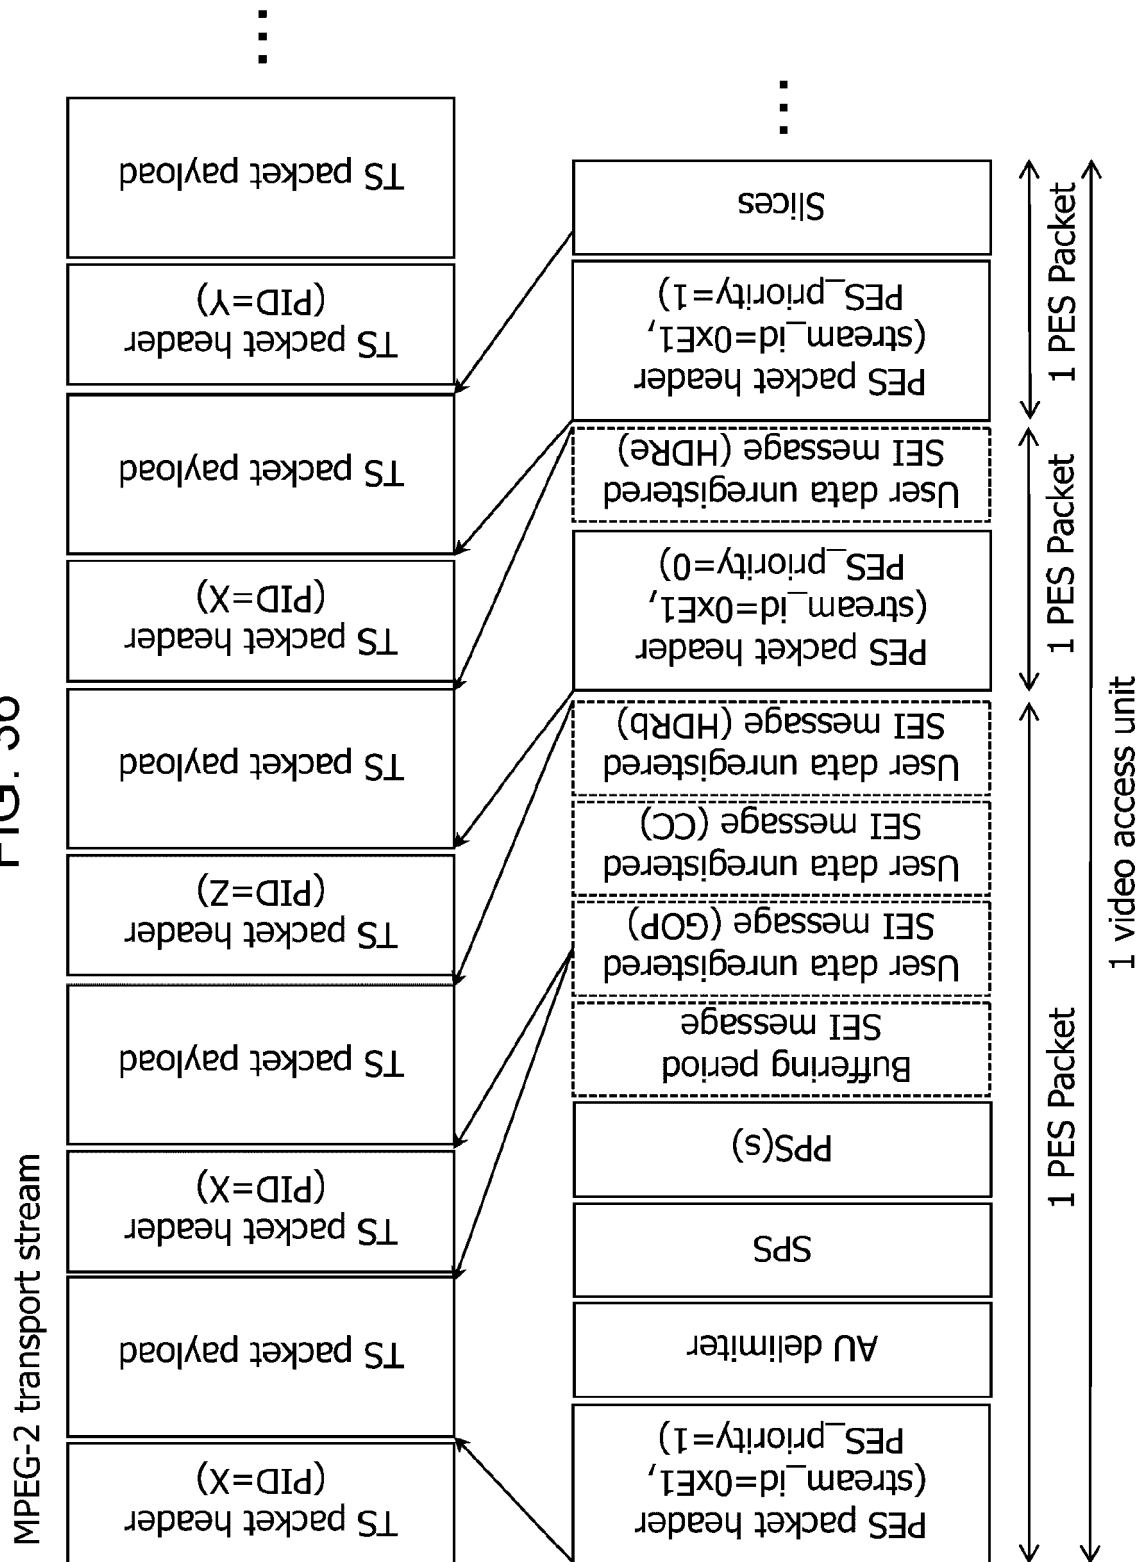 FIG.
MPEG-2 transport stream
TS packet header
(PID=X)
TS packet payload
TS packet header
(PID=X)
TS packet payload
TS packet header
(PID=Z)
TS packet payload
TS packet header
(PID=X)
TS packet payload
TS packet header
(PID=Y)
TS packet payload
...
PES packet header
(stream_id=0xE1,
PES_priority=1)
AU delimiter
SPS
PPS(s)
Buffering period
SEI message
User data unregistered
SEI message (GOP)
User data unregistered
SEI message (CC)
User data unregistered
SEI message (HDRb)
PES packet header
(stream_id=0xE1,
PES_priority=0)
User data unregistered
SEI message (HDRe)
PES packet header
(stream_id=0xE1,
PES_priority=1)
Slices
...
1 PES Packet
1 PES Packet
1 PES Packet
1 video access unit